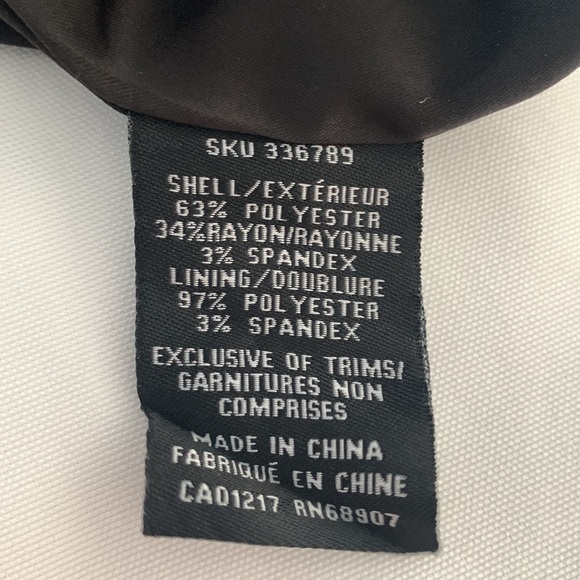 SKU 336789
SHELL/EXTÉRIEUR
63% POLYESTER
34%RAYON/RAYONNE
3% SPANDEX
LINING/DOUBLURE
97% POLYESTER
3% SPANDEX
EXCLUSIVE OF TRIMS/
GARNITURES NON
COMPRISES
MADE IN CHINA
FABRIQUÉ EN CHINE
CA01217 RN68907